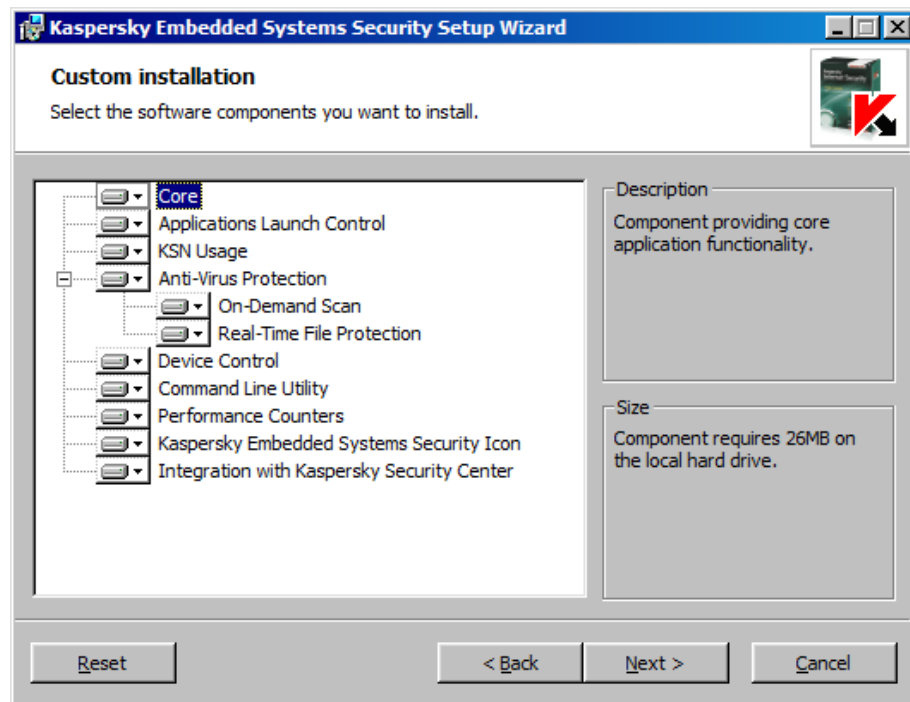 Kaspersky Embedded Systems Security Setup Wizard
Custom installation
Select the software components you want to install.
Core
Applications Launch Control
KSN Usage
Anti-Virus Protection
On-Demand Scan
Real-Time File Protection
Device Control
Command Line Utility
Performance Counters
Kaspersky Embedded Systems Security Icon
Integration with Kaspersky Security Center
Description
Component providing core
application functionality.
Size
Component requires 26MB on
the local hard drive.
Reset
< Back
Next >
Cancel